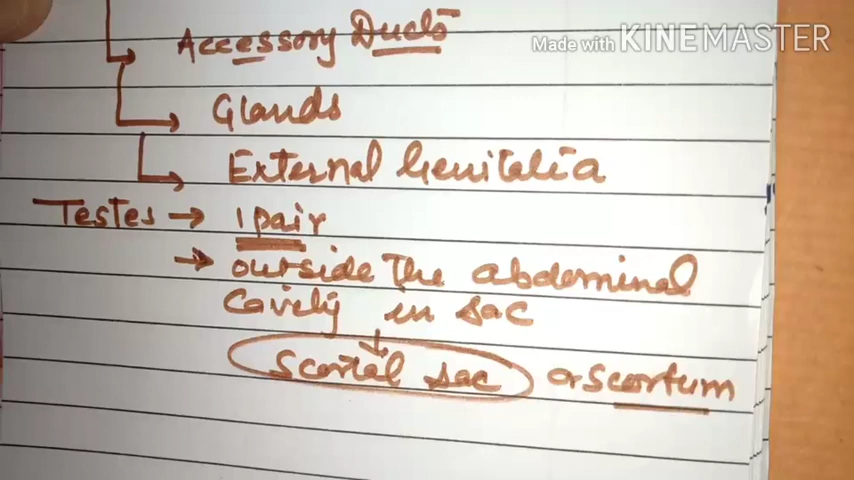 Made with KINEMASTER
Accessory Ducts
Glands
External Genitalia
Testes → 1 pair
→ outside The abdominal
Cavity in sac
Scortal sac or Scortum